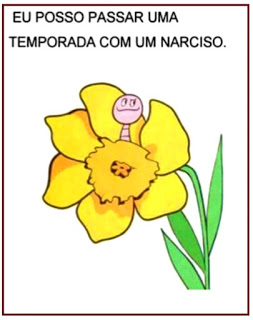 EU POSSO PASSAR UMA
TEMPORADA COM UM NARCISO.